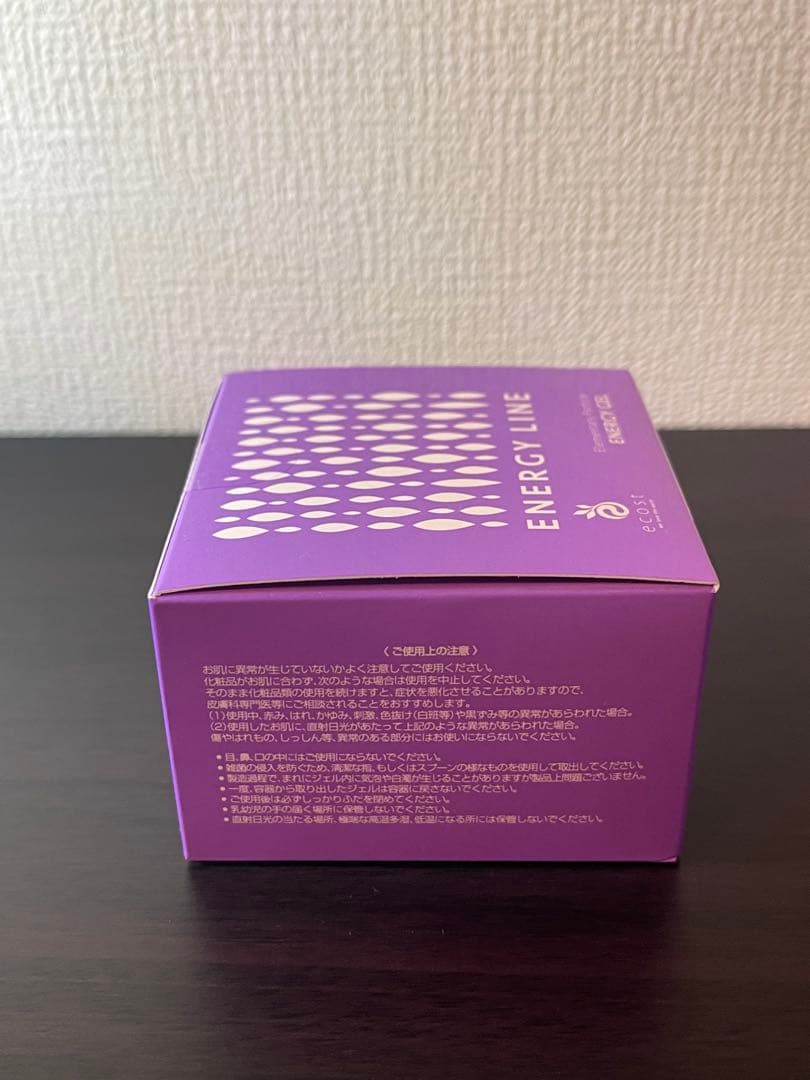 ENERGY LINE
Elementary
ENERGY GEL
ecost
〈ご使用上の注意〉
お肌に異常が生じていないかよく注意してご使用ください。
化粧品がお肌に合わず、次のような場合は使用を中止してください。
そのまま化粧品類の使用を続けますと、症状を悪化させることがありますので、
皮膚科専門医等にご相談されることをおすすめします。
(1)使用中、赤み、はれ、かゆみ、刺激、色抜け(白斑等)や黒ずみ等の異常があらわれた場合。
(2)使用したお肌に、直射日光があたって上記のような異常があらわれた場合。
傷やはれもの、しっしん等、異常のある部分にはお使いにならないでください。
●目、鼻、口の中にはご使用にならないでください。
●雑菌の侵入を防ぐため、清潔な指、もしくはスプーンの様なものを使用して取出してください。
●製造過程で、まれにジェル内に気泡や白濁が生じることがありますが製品上問題ございません。
●一度、容器から取り出したジェルは容器に戻さないでください。
●ご使用後は必ずしっかりふたを閉めてください。
●乳幼児の手の届く場所に保管しないでください。
●直射日光の当たる場所、極端な高温多湿、低温になる所には保管しないでください。